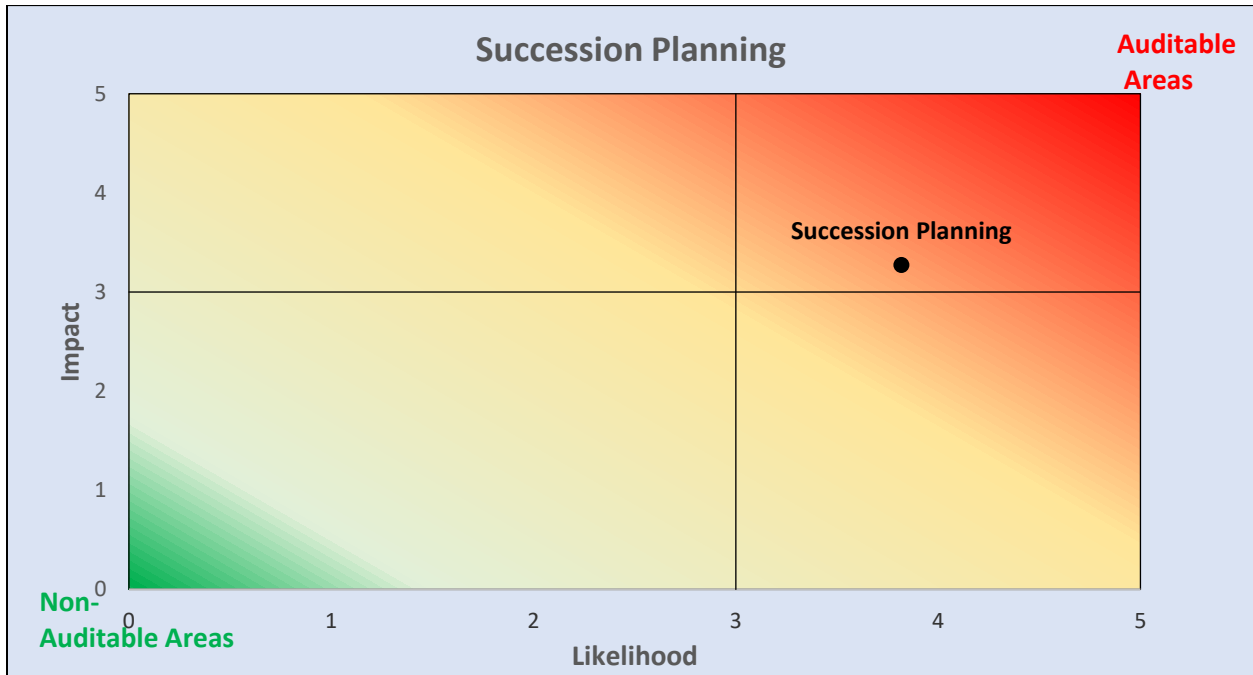 Succession Planning
Auditable
Areas
5
4
Succession Planning
3
Impact
2
1
0
Non-
Auditable Areas
0 1 2 3 4 5
Likelihood